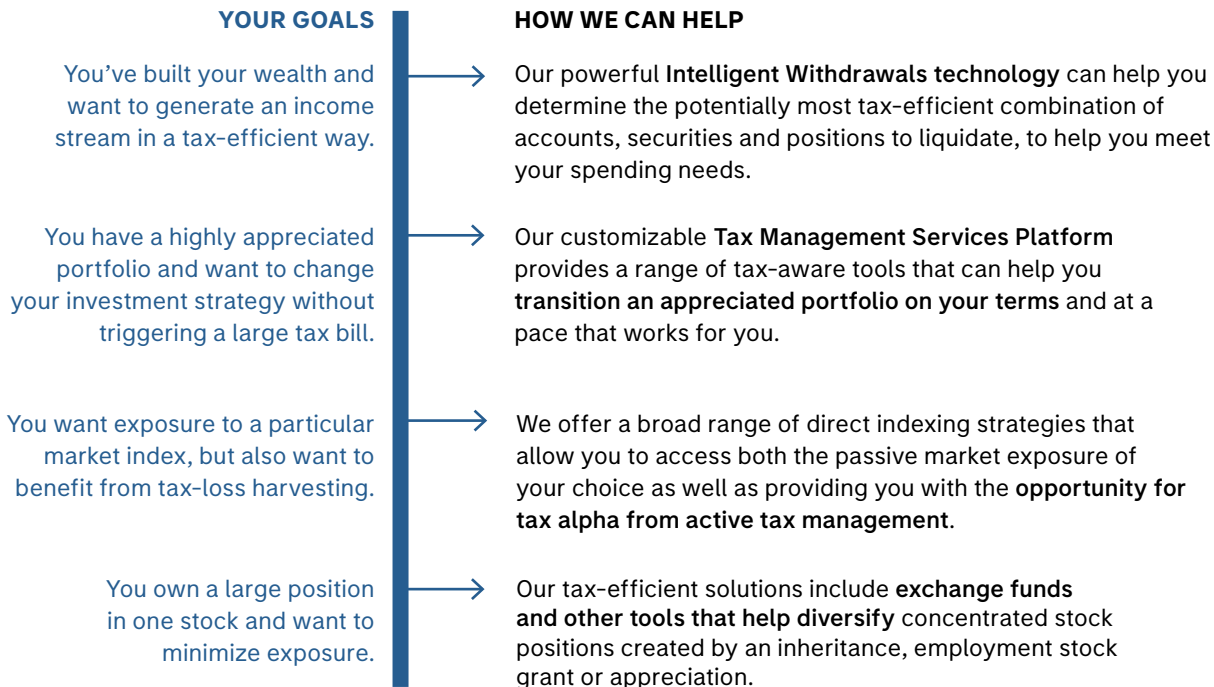 YOUR GOALS
HOW WE CAN HELP
You’ve built your wealth and
want to generate an income
stream in a tax-efficient way.
Our powerful Intelligent Withdrawals technology can help you
determine the potentially most tax-efficient combination of
accounts, securities and positions to liquidate, to help you meet
your spending needs.
You have a highly appreciated
portfolio and want to change
your investment strategy without
triggering a large tax bill.
Our customizable Tax Management Services Platform
provides a range of tax-aware tools that can help you
transition an appreciated portfolio on your terms and at a
pace that works for you.
You want exposure to a particular
market index, but also want to
benefit from tax-loss harvesting.
We offer a broad range of direct indexing strategies that
allow you to access both the passive market exposure of
your choice as well as providing you with the opportunity for
tax alpha from active tax management.
You own a large position
in one stock and want to
minimize exposure.
Our tax-efficient solutions include exchange funds
and other tools that help diversify concentrated stock
positions created by an inheritance, employment stock
grant or appreciation.